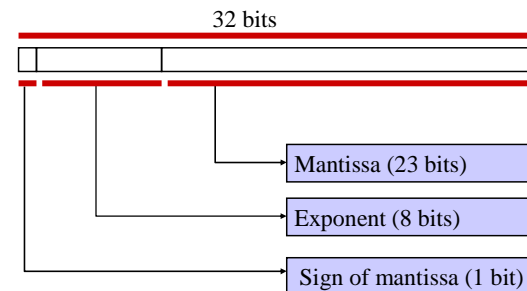 32 bits
Mantissa (23 bits)
Exponent (8 bits)
Sign of mantissa (1 bit)